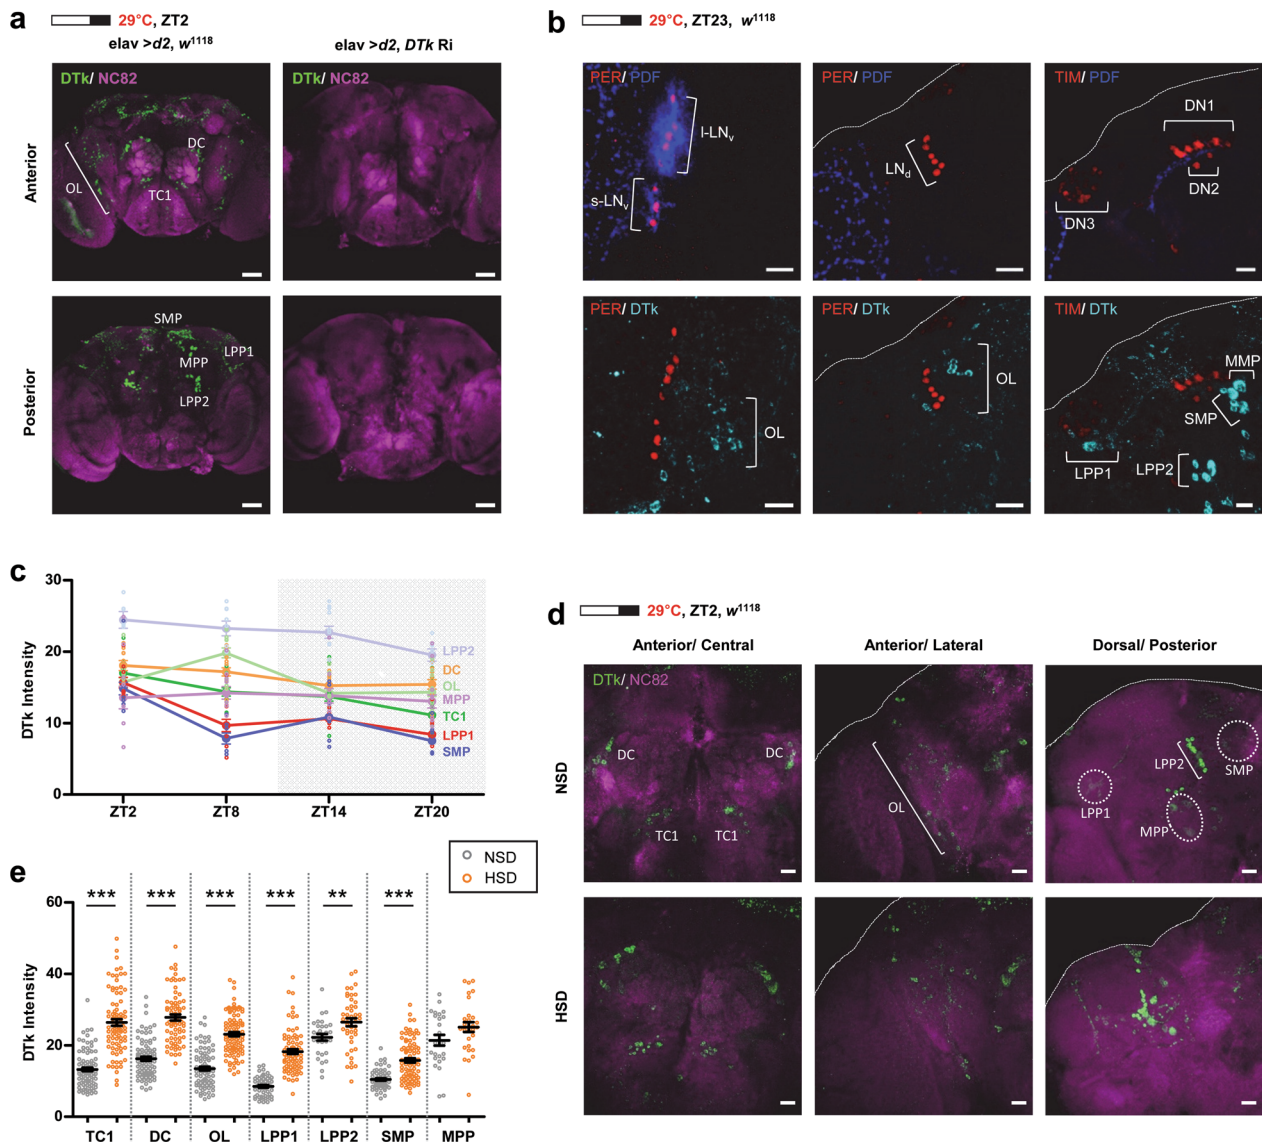 a
29°C, ZT2
elav >d2, w1118
elav >d2, DTk Ri
Anterior
DTk/ NC82
OL
DC
TC1
DTk/ NC82
Posterior
SMP
MPP
LPP1
LPP2
b
29°C, ZT23, w1118
PER/ PDF
l-LNv
s-LNv
PER/ PDF
LNd
TIM/ PDF
DN1
DN2
DN3
PER/ DTk
OL
PER/ DTk
OL
TIM/ DTk
MMP
SMP
LPP1
LPP2
c
DTk Intensity
30
20
10
0
LPP2
DC
OL
MPP
TC1
LPP1
SMP
ZT2
ZT8
ZT14
ZT20
d
29°C, ZT2, w1118
Anterior/ Central
Anterior/ Lateral
Dorsal/ Posterior
NSD
DTk/ NC82
DC
DC
TC1
TC1
OL
LPP2
SMP
LPP1
MPP
HSD
e
NSD
HSD
DTk Intensity
60
40
20
0
***
***
***
***
**
***
TC1
DC
OL
LPP1
LPP2
SMP
MPP